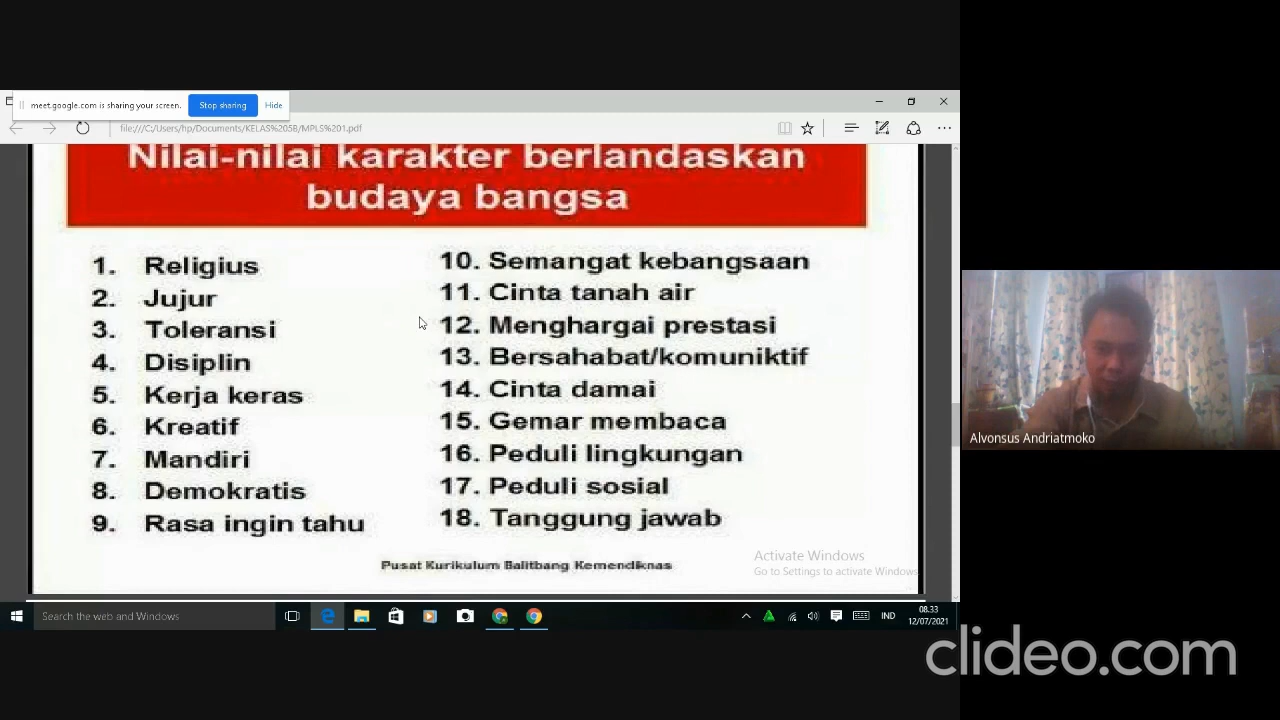 meet.google.com is sharing your screen.
Stop sharing
Hide
file:///C:/Users/hp/Documents/KELAS%205B/MPLS%201.pdf
Nilai-nilai karakter berlandaskan
budaya bangsa
1. Religius
2. Jujur
3. Toleransi
4. Disiplin
5. Kerja keras
6. Kreatif
7. Mandiri
8. Demokratis
9. Rasa ingin tahu
10. Semangat kebangsaan
11. Cinta tanah air
12. Menghargai prestasi
13. Bersahabat/komuniktif
14. Cinta damai
15. Gemar membaca
16. Peduli lingkungan
17. Peduli sosial
18. Tanggung jawab
Pusat Kurikulum Balitbang Kemendiknas
Activate Windows
Go to Settings to activate Windows
Alvonsus Andriatmoko
Search the web and Windows
IND
08.33
12/07/2021
clideo.com